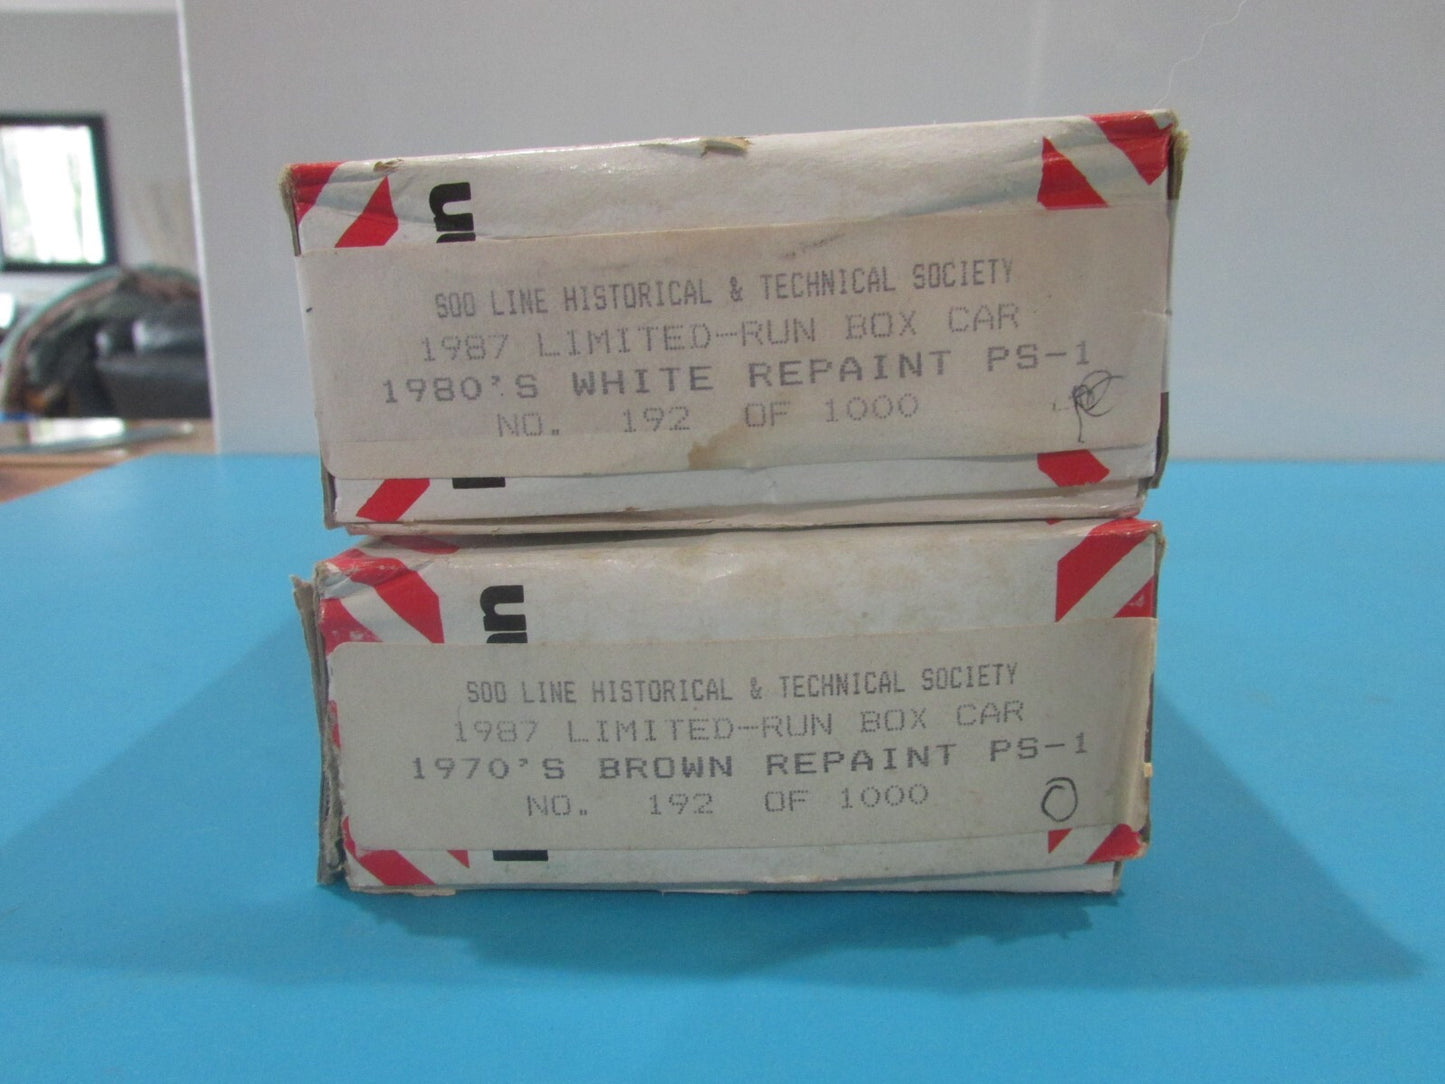 SOO LINE HISTORICAL & TECHNICAL SOCIETY
1987 LIMITED-RUN BOX CAR
1980'S WHITE REPAINT PS-1
NO. 192 OF 1000
SOO LINE HISTORICAL & TECHNICAL SOCIETY
1987 LIMITED-RUN BOX CAR
1970'S BROWN REPAINT PS-1
NO. 192 OF 1000
O